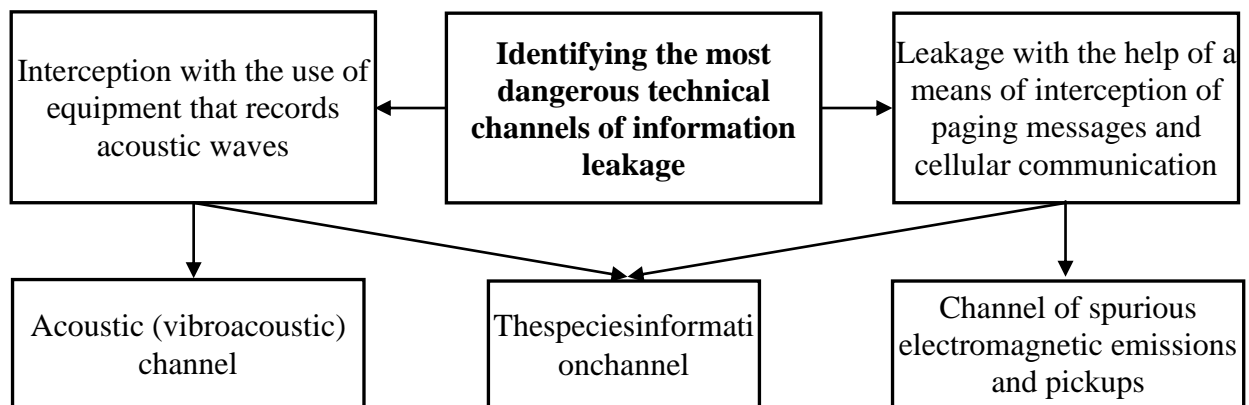 Interception with the use of
equipment that records
acoustic waves
Identifying the most
dangerous technical
channels of information
leakage
Leakage with the help of a
means of interception of
paging messages and
cellular communication
Acoustic (vibroacoustic)
channel
Thespeciesinformati
onchannel
Channel of spurious
electromagnetic emissions
and pickups